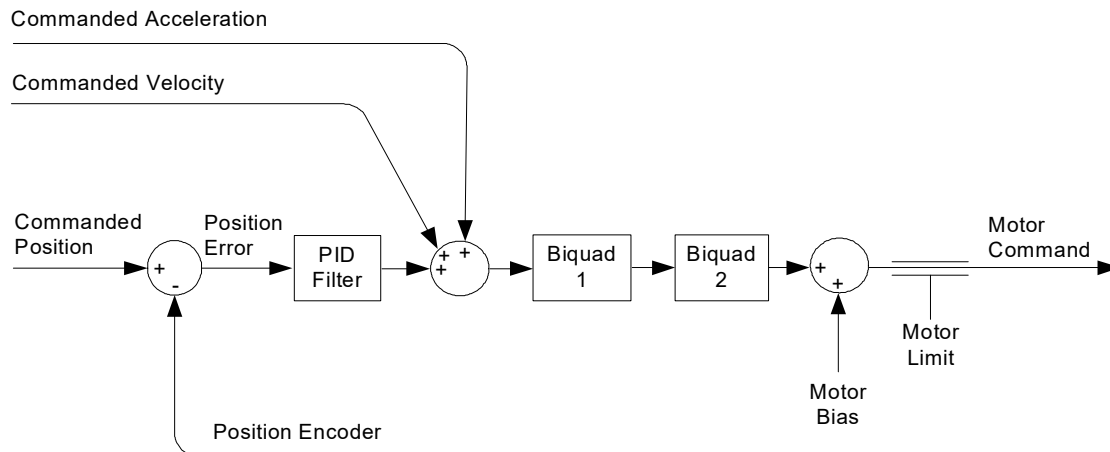 Commanded Acceleration
Commanded Velocity
Commanded
Position
Position
Error
PID
Filter
Biquad
1
Biquad
2
Motor
Command
+
-
+
+
+
+
+
Motor
Limit
Motor
Bias
Position Encoder